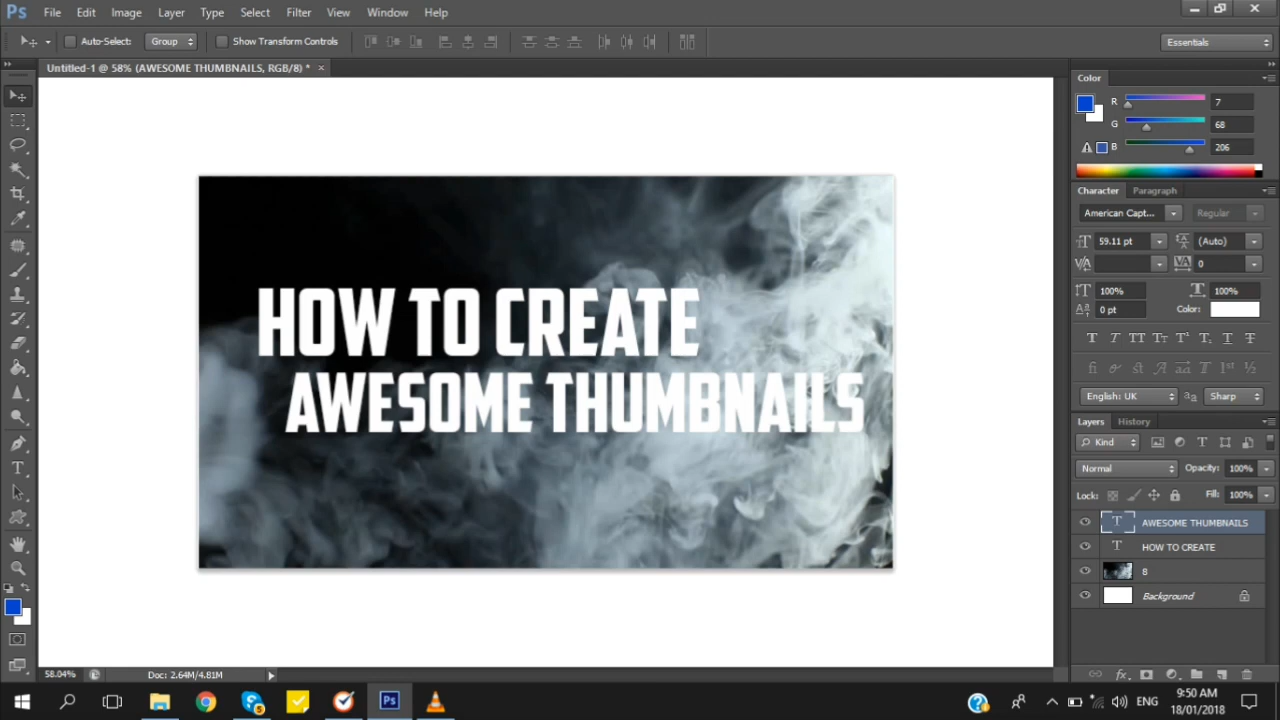 Ps File Edit Image Layer Type Select Filter View Window Help
Auto-Select: Group Show Transform Controls Essentials
Untitled-1 @ 58% (AWESOME THUMBNAILS, RGB/8) * ×
Color
R 7
G 68
B 206
Character Paragraph
American Capt... Regular
59.11 pt (Auto)
0
100% 100%
0 pt Color:
English: UK Sharp
Layers History
Kind
Normal Opacity: 100%
Lock: Fill: 100%
AWESOME THUMBNAILS
HOW TO CREATE
8
Background
HOW TO CREATE
AWESOME THUMBNAILS
58.04% Doc: 2.64M/4.81M
ENG 9:50 AM
18/01/2018